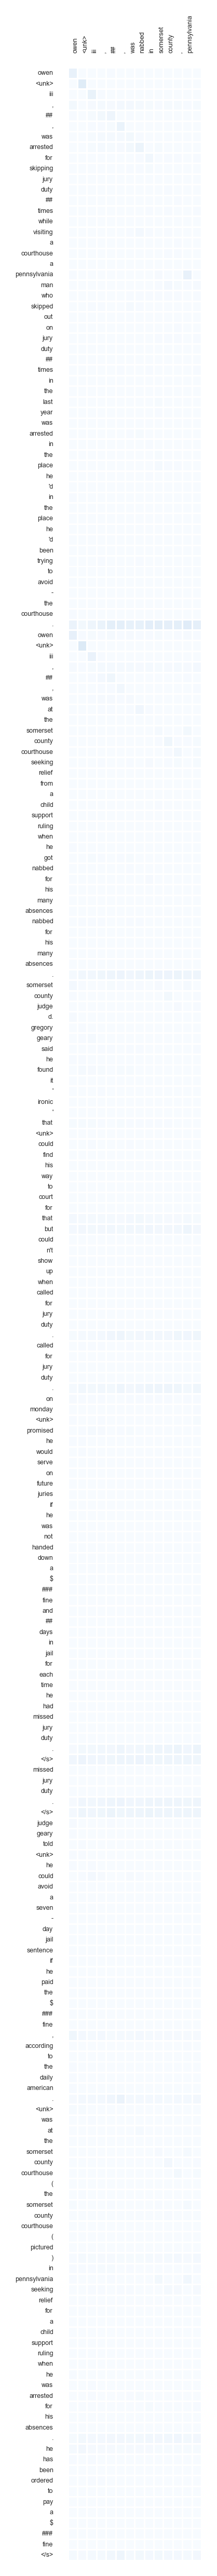 owen
<unk>
iii
,
##
,
was
nabbed
in
somerset
county
,
pennsylvania
owen
<unk>
iii
,
##
,
was
arrested
for
skipping
jury
duty
##
times
while
visiting
a
courthouse
a
pennsylvania
man
who
skipped
out
on
jury
duty
##
times
in
the
last
year
was
arrested
in
the
place
he
'd
in
the
place
he
'd
been
trying
to
avoid
-
the
courthouse
.
owen
<unk>
iii
,
##
,
was
at
the
somerset
county
courthouse
seeking
relief
from
a
child
support
ruling
when
he
got
nabbed
for
his
many
absences
nabbed
for
his
many
absences
.
somerset
county
judge
d.
gregory
geary
said
he
found
it
"
ironic
"
that
<unk>
could
find
his
way
to
court
for
that
but
could
n't
show
up
when
called
for
jury
duty
.
called
for
jury
duty
.
on
monday
<unk>
promised
he
would
serve
on
future
juries
if
he
was
not
handed
down
a
$
###
fine
and
##
days
in
jail
for
each
time
he
had
missed
jury
duty
.
</s>
missed
jury
duty
.
</s>
judge
geary
told
<unk>
he
could
avoid
a
seven
-
day
jail
sentence
if
he
paid
the
$
###
fine
,
according
to
the
daily
american
.
<unk>
was
at
the
somerset
county
courthouse
(
the
somerset
county
courthouse
(
pictured
)
in
pennsylvania
seeking
relief
for
a
child
support
ruling
when
he
was
arrested
for
his
absences
.
he
has
been
ordered
to
pay
a
$
###
fine
</s>